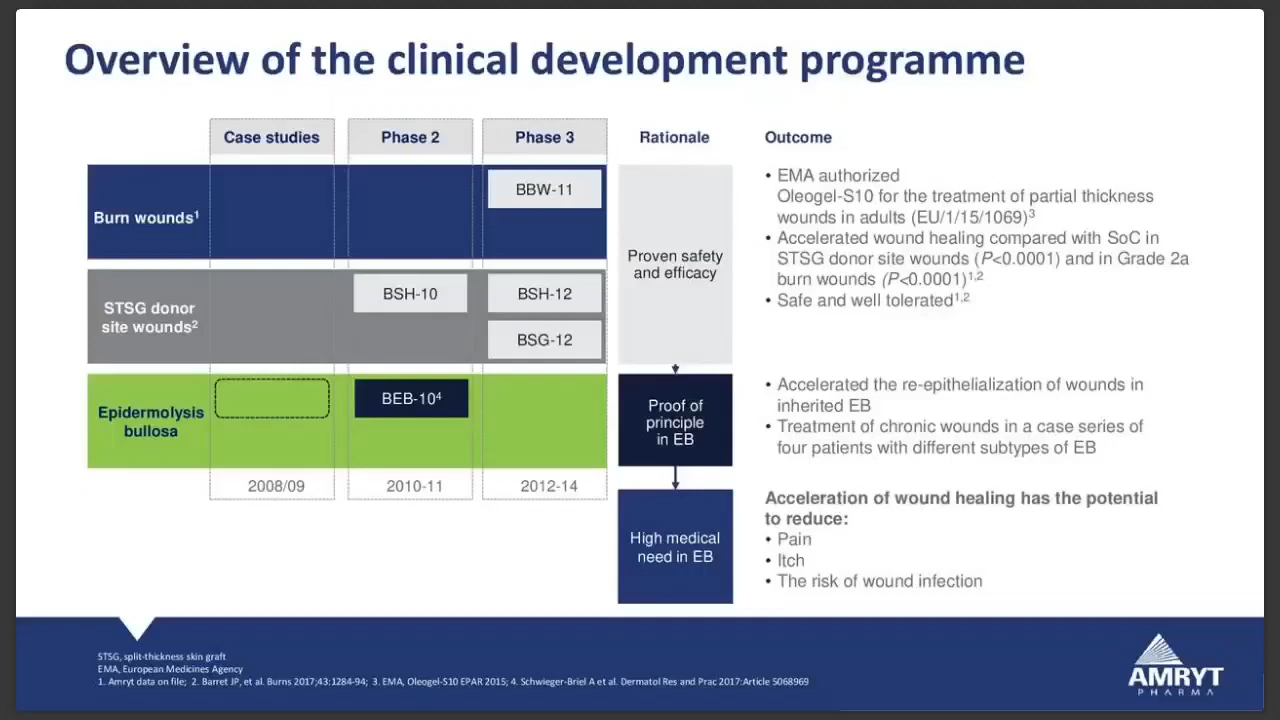 Overview of the clinical development programme
Case studies
Phase 2
Phase 3
Rationale
Outcome
Burn wounds¹
BBW-11
STSG donor
site wounds²
BSH-10
BSH-12
BSG-12
Epidermolysis
bullosa
BEB-10⁴
2008/09
2010-11
2012-14
Proven safety
and efficacy
Proof of
principle
in EB
High medical
need in EB
• EMA authorized
Oleogel-S10 for the treatment of partial thickness
wounds in adults (EU/1/15/1069)³
• Accelerated wound healing compared with SoC in
STSG donor site wounds (P<0.0001) and in Grade 2a
burn wounds (P<0.0001)¹,²
• Safe and well tolerated¹,²
• Accelerated the re-epithelialization of wounds in
inherited EB
• Treatment of chronic wounds in a case series of
four patients with different subtypes of EB
Acceleration of wound healing has the potential
to reduce:
• Pain
• Itch
• The risk of wound infection
STSG, split-thickness skin graft
EMA, European Medicines Agency
1. Amryt data on file; 2. Barret JP, et al. Burns 2017;43:1284-94; 3. EMA, Oleogel-S10 EPAR 2015; 4. Schwieger-Briel A et al. Dermatol Res and Prac 2017:Article 5068969
AMRYT
PHARMA